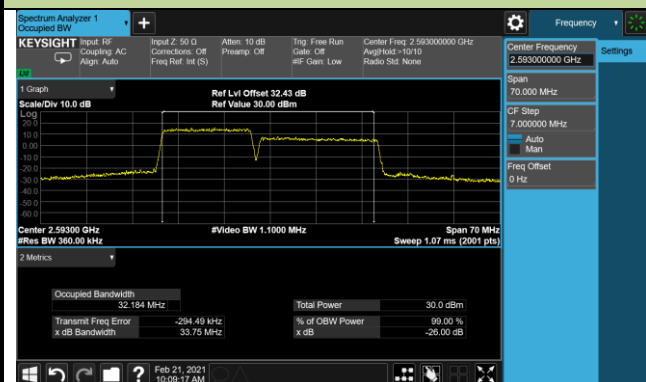 Spectrum Analyzer 1
Occupied BW
+
Frequency
KEYSIGHT
Input: RF
Coupling: AC
Align: Auto
Input Z: 50 Ω
Corrections: Off
Freq Ref: Int (S)
Atten: 10 dB
Preamp: Off
Trig: Free Run
Gate: Off
#IF Gain: Low
Center Freq: 2.593000000 GHz
Avg|Hold:>10/10
Radio Std: None
Center Frequency
2.593000000 GHz
Settings
Span
70.000 MHz
CF Step
7.000000 MHz
Auto
Man
Freq Offset
0 Hz
1 Graph
Scale/Div 10.0 dB
Ref Lvl Offset 32.43 dB
Ref Value 30.00 dBm
Log
20.0
10.0
0.00
-10.0
-20.0
-30.0
-40.0
-50.0
-60.0
Center 2.59300 GHz
#Res BW 360.00 kHz
#Video BW 1.1000 MHz
Span 70 MHz
Sweep 1.07 ms (2001 pts)
2 Metrics
Occupied Bandwidth
32.184 MHz
Total Power 30.0 dBm
Transmit Freq Error -294.49 kHz
% of OBW Power 99.00 %
x dB Bandwidth 33.75 MHz
x dB -26.00 dB
?
Feb 21, 2021
10:09:17 AM